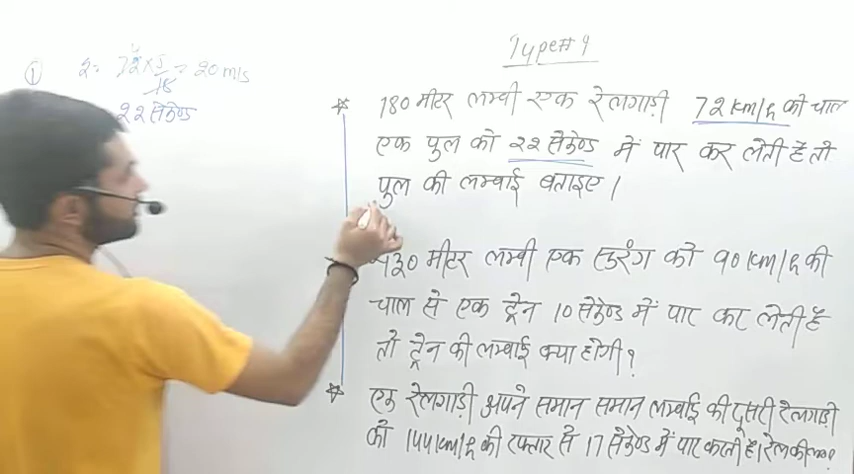 Type# 9
① 2= 72 × 5/18 = 20 m/s
22 सेकेण्ड
☆ 180 मीटर लम्बी एक रेलगाड़ी 72 km/h की चाल
एक पुल को 22 सेकेण्ड में पार कर लेती है तो
पुल की लम्बाई बताइए।
130 मीटर लम्बी एक सुरंग को 90 km/h की
चाल से एक ट्रेन 10 सेकेण्ड में पार कर लेती है
तो ट्रेन की लम्बाई क्या होगी?
☆ एक रेलगाड़ी अपने समान समान लम्बाई की दूसरी रेलगाड़ी
को 144 km/h की रफ्तार से 17 सेकेण्ड में पार करती है। रेल की